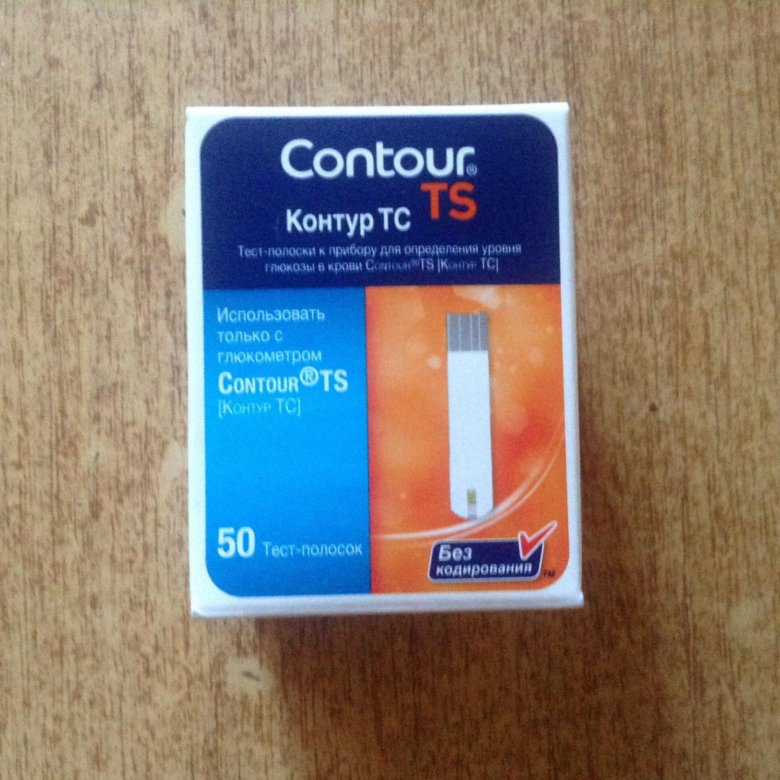 Contour®
TS
Контур ТС
Тест-полоски к прибору для определения уровня
глюкозы в крови Contour®TS [Контур ТС]
Использовать
только с
глюкометром
Contour®TS
[Контур ТС]
50 Тест-полосок
Без
кодирования
TM